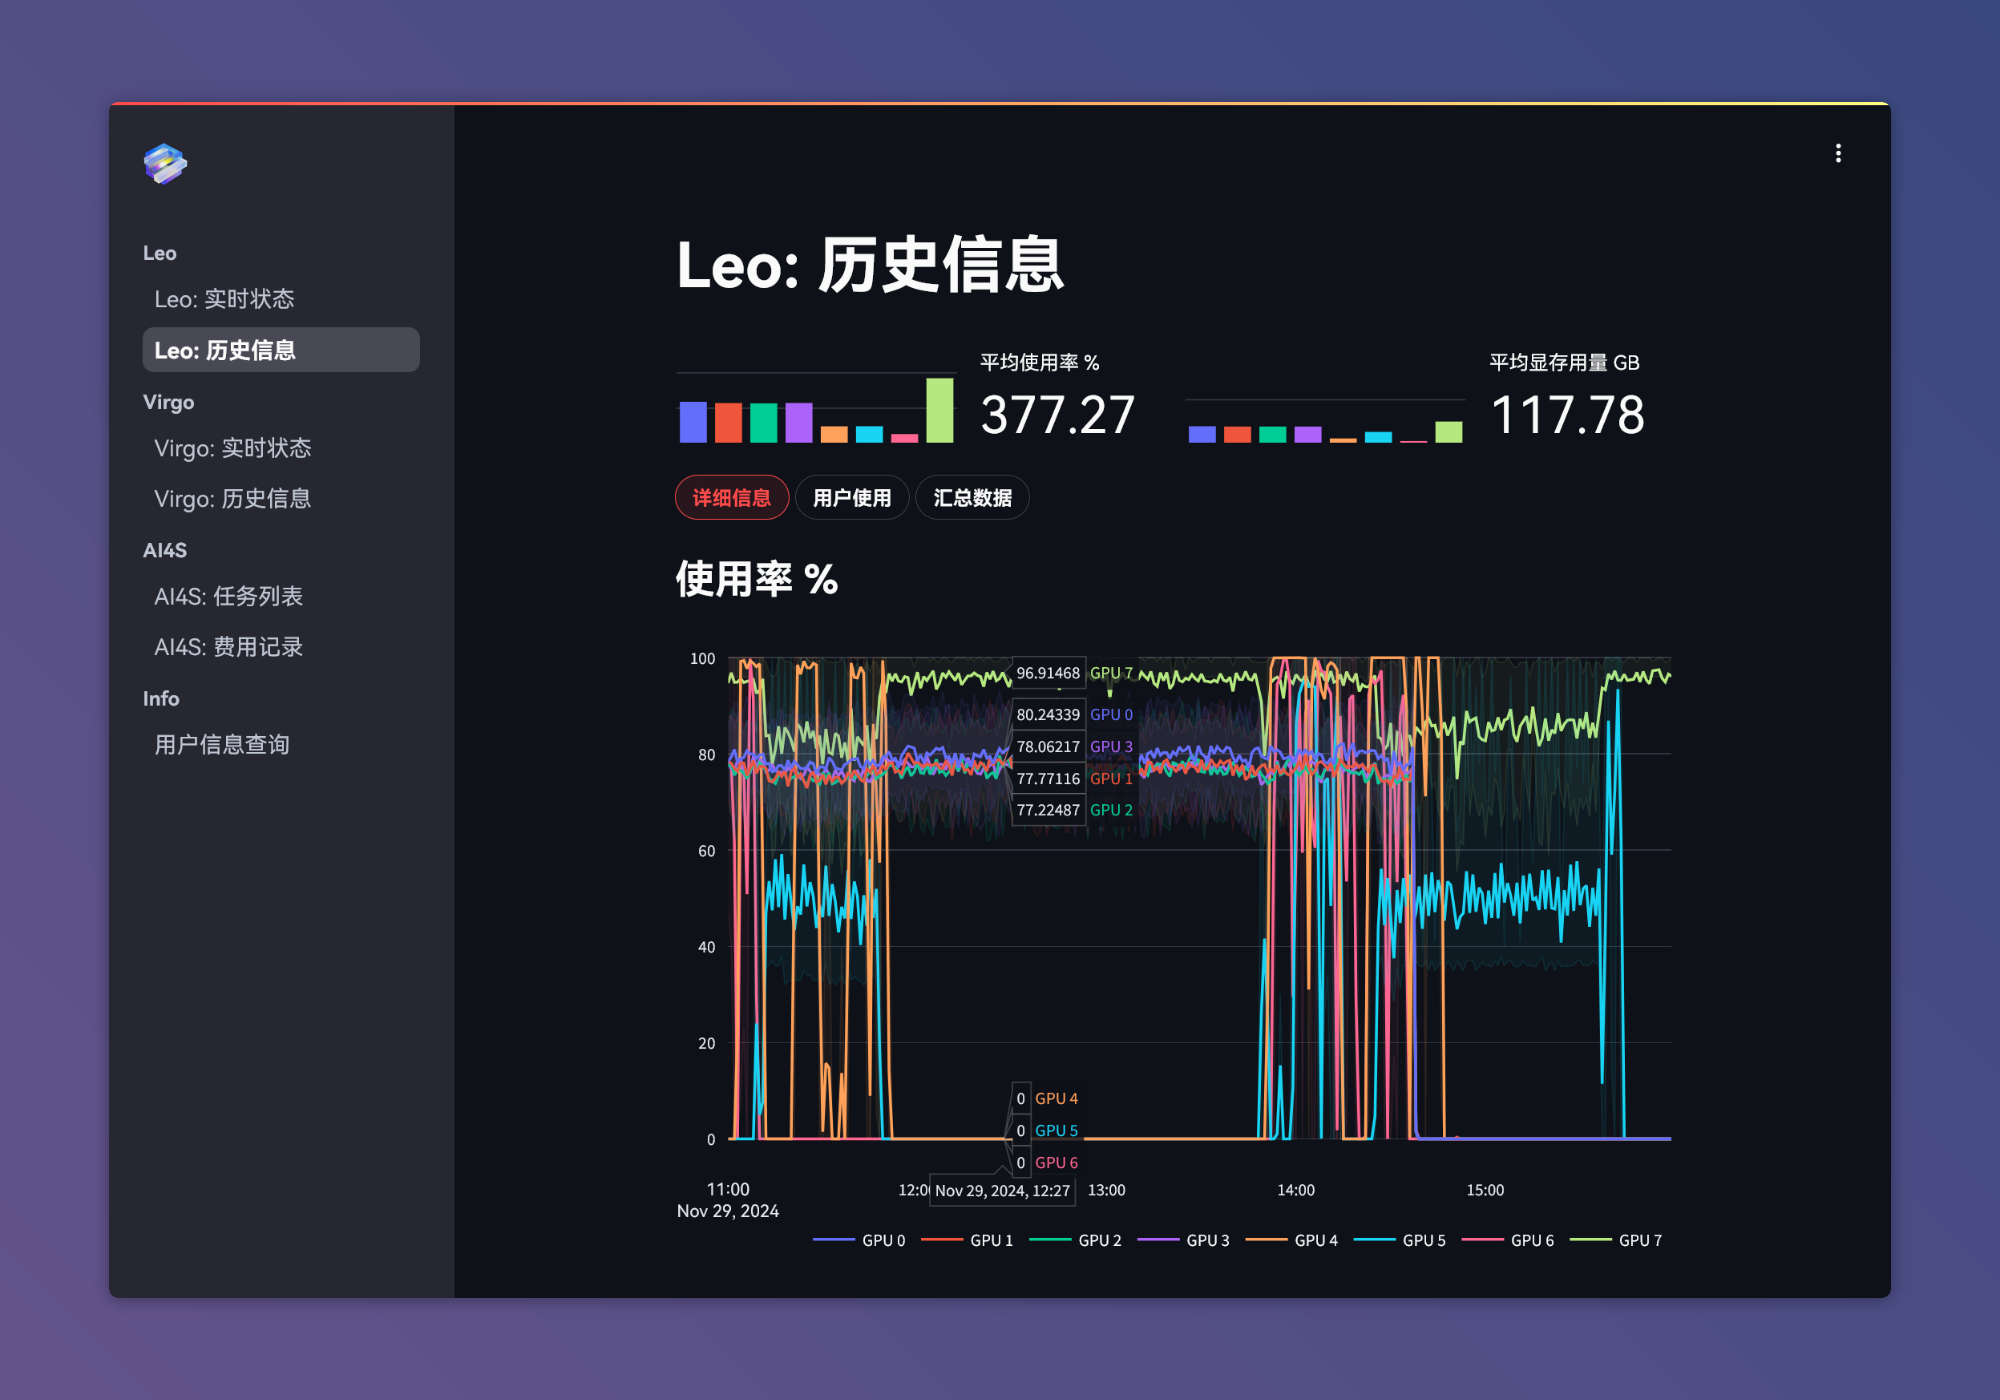 Leo
Leo: 实时状态
Leo: 历史信息
Virgo
Virgo: 实时状态
Virgo: 历史信息
AI4S
AI4S: 任务列表
AI4S: 费用记录
Info
用户信息查询
Leo: 历史信息
平均使用率 %
377.27
平均显存用量 GB
117.78
详细信息 用户使用 汇总数据
使用率 %
100
80
60
40
20
0
96.91468 GPU 7
80.24339 GPU 0
78.06217 GPU 3
77.77116 GPU 1
77.22487 GPU 2
0 GPU 4
0 GPU 5
0 GPU 6
11:00 12:00 Nov 29, 2024, 12:27 13:00 14:00 15:00
Nov 29, 2024
GPU 0 GPU 1 GPU 2 GPU 3 GPU 4 GPU 5 GPU 6 GPU 7